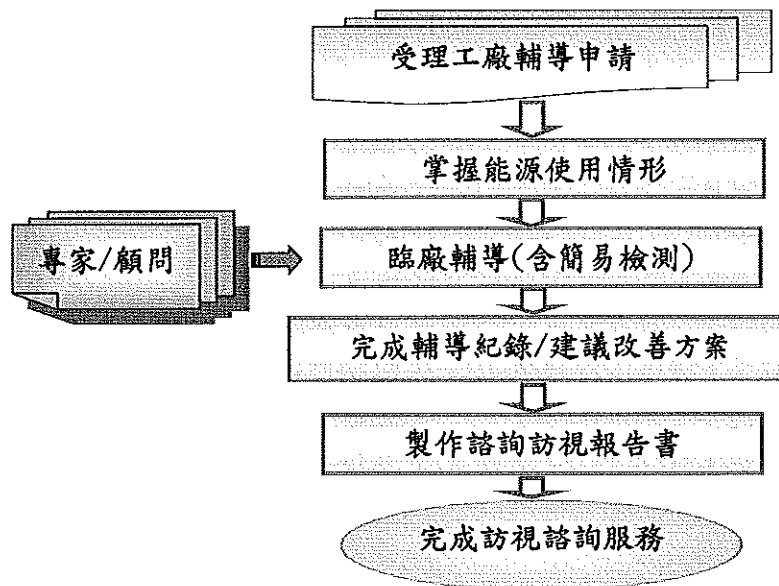 受理工廠輔導申請
掌握能源使用情形
專家/顧問
臨廠輔導(含簡易檢測)
完成輔導紀錄/建議改善方案
製作諮詢訪視報告書
完成訪視諮詢服務